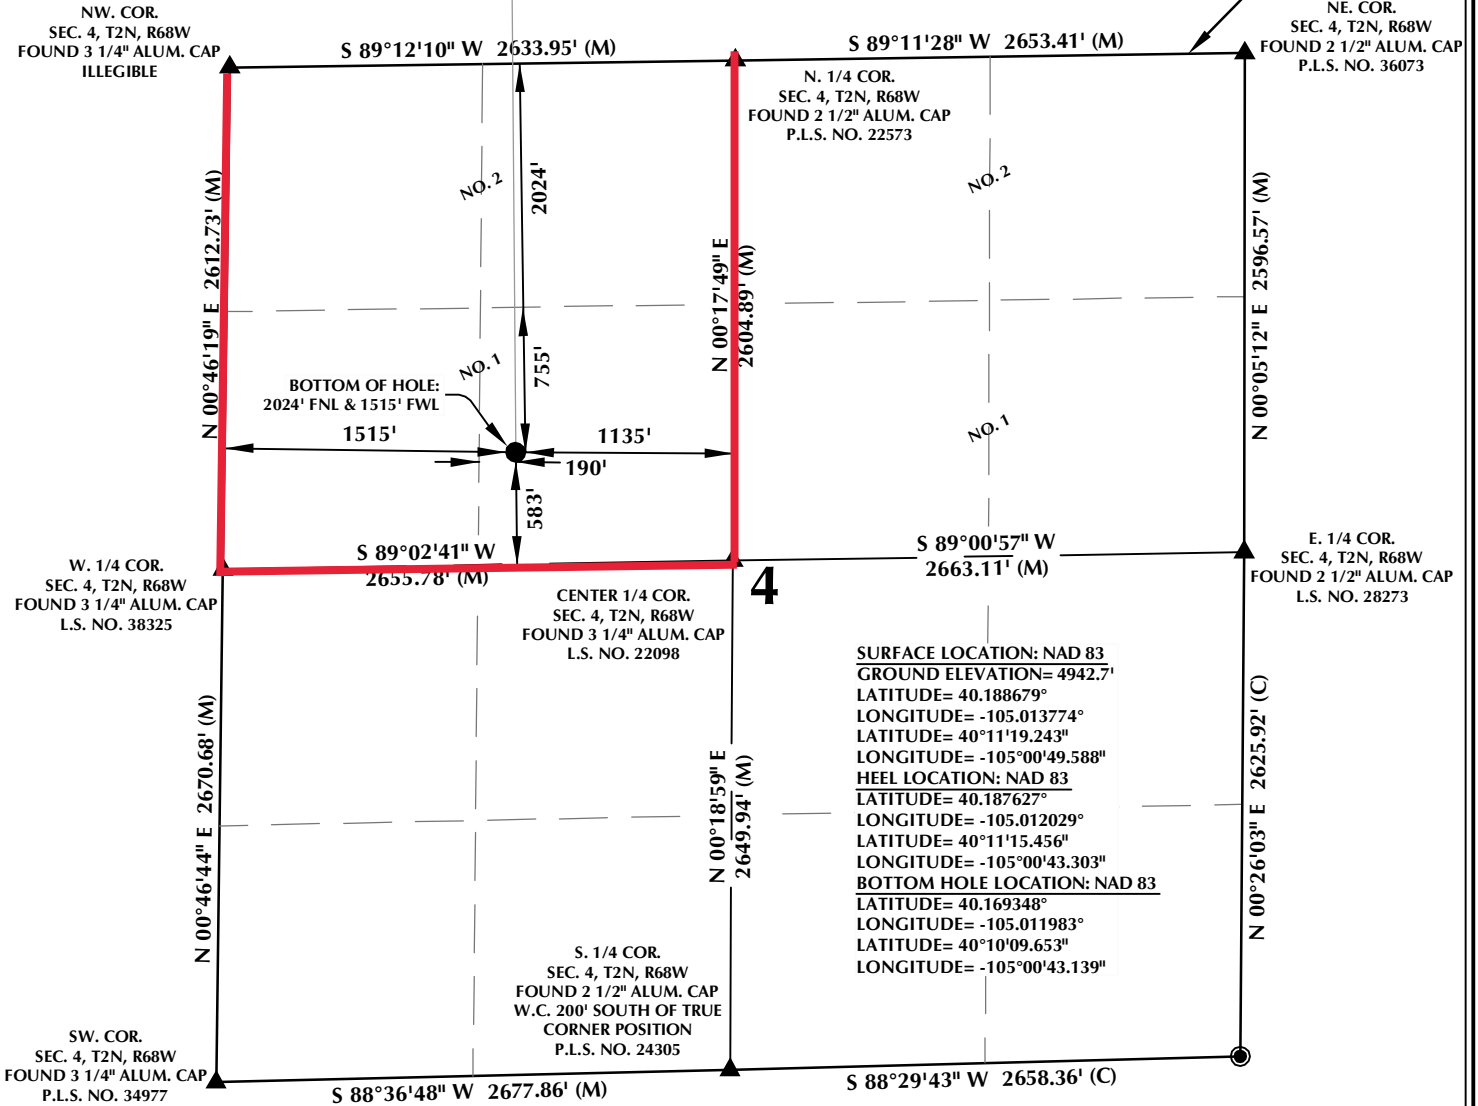 NW. COR.
SEC. 4, T2N, R68W
FOUND 3 1/4" ALUM. CAP
ILLEGIBLE
S 89°12'10" W 2633.95' (M)
S 89°11'28" W 2653.41' (M)
NE. COR.
SEC. 4, T2N, R68W
FOUND 2 1/2" ALUM. CAP
P.L.S. NO. 36073
N. 1/4 COR.
SEC. 4, T2N, R68W
FOUND 2 1/2" ALUM. CAP
P.L.S. NO. 22573
N 00°46'19" E 2612.73' (M)
NO. 2
2024'
N 00°17'49" E
2604.89' (M)
NO. 2
N 00°05'12" E 2596.57' (M)
NO. 1
755'
BOTTOM OF HOLE:
2024' FNL & 1515' FWL
1515'
1135'
190'
583'
NO. 1
S 89°02'41" W
2655.78' (M)
S 89°00'57" W
2663.11' (M)
W. 1/4 COR.
SEC. 4, T2N, R68W
FOUND 3 1/4" ALUM. CAP
L.S. NO. 38325
CENTER 1/4 COR.
SEC. 4, T2N, R68W
FOUND 3 1/4" ALUM. CAP
L.S. NO. 22098
4
E. 1/4 COR.
SEC. 4, T2N, R68W
FOUND 2 1/2" ALUM. CAP
L.S. NO. 28273
SURFACE LOCATION: NAD 83
GROUND ELEVATION= 4942.7'
LATITUDE= 40.188679°
LONGITUDE= -105.013774°
LATITUDE= 40°11'19.243"
LONGITUDE= -105°00'49.588"
HEEL LOCATION: NAD 83
LATITUDE= 40.187627°
LONGITUDE= -105.012029°
LATITUDE= 40°11'15.456"
LONGITUDE= -105°00'43.303"
BOTTOM HOLE LOCATION: NAD 83
LATITUDE= 40.169348°
LONGITUDE= -105.011983°
LATITUDE= 40°10'09.653"
LONGITUDE= -105°00'43.139"
N 00°46'44" E 2670.68' (M)
N 00°18'59" E
2649.94' (M)
N 00°26'03" E 2625.92' (C)
S. 1/4 COR.
SEC. 4, T2N, R68W
FOUND 2 1/2" ALUM. CAP
W.C. 200' SOUTH OF TRUE
CORNER POSITION
P.L.S. NO. 24305
SW. COR.
SEC. 4, T2N, R68W
FOUND 3 1/4" ALUM. CAP
P.L.S. NO. 34977
S 88°36'48" W 2677.86' (M)
S 88°29'43" W 2658.36' (C)